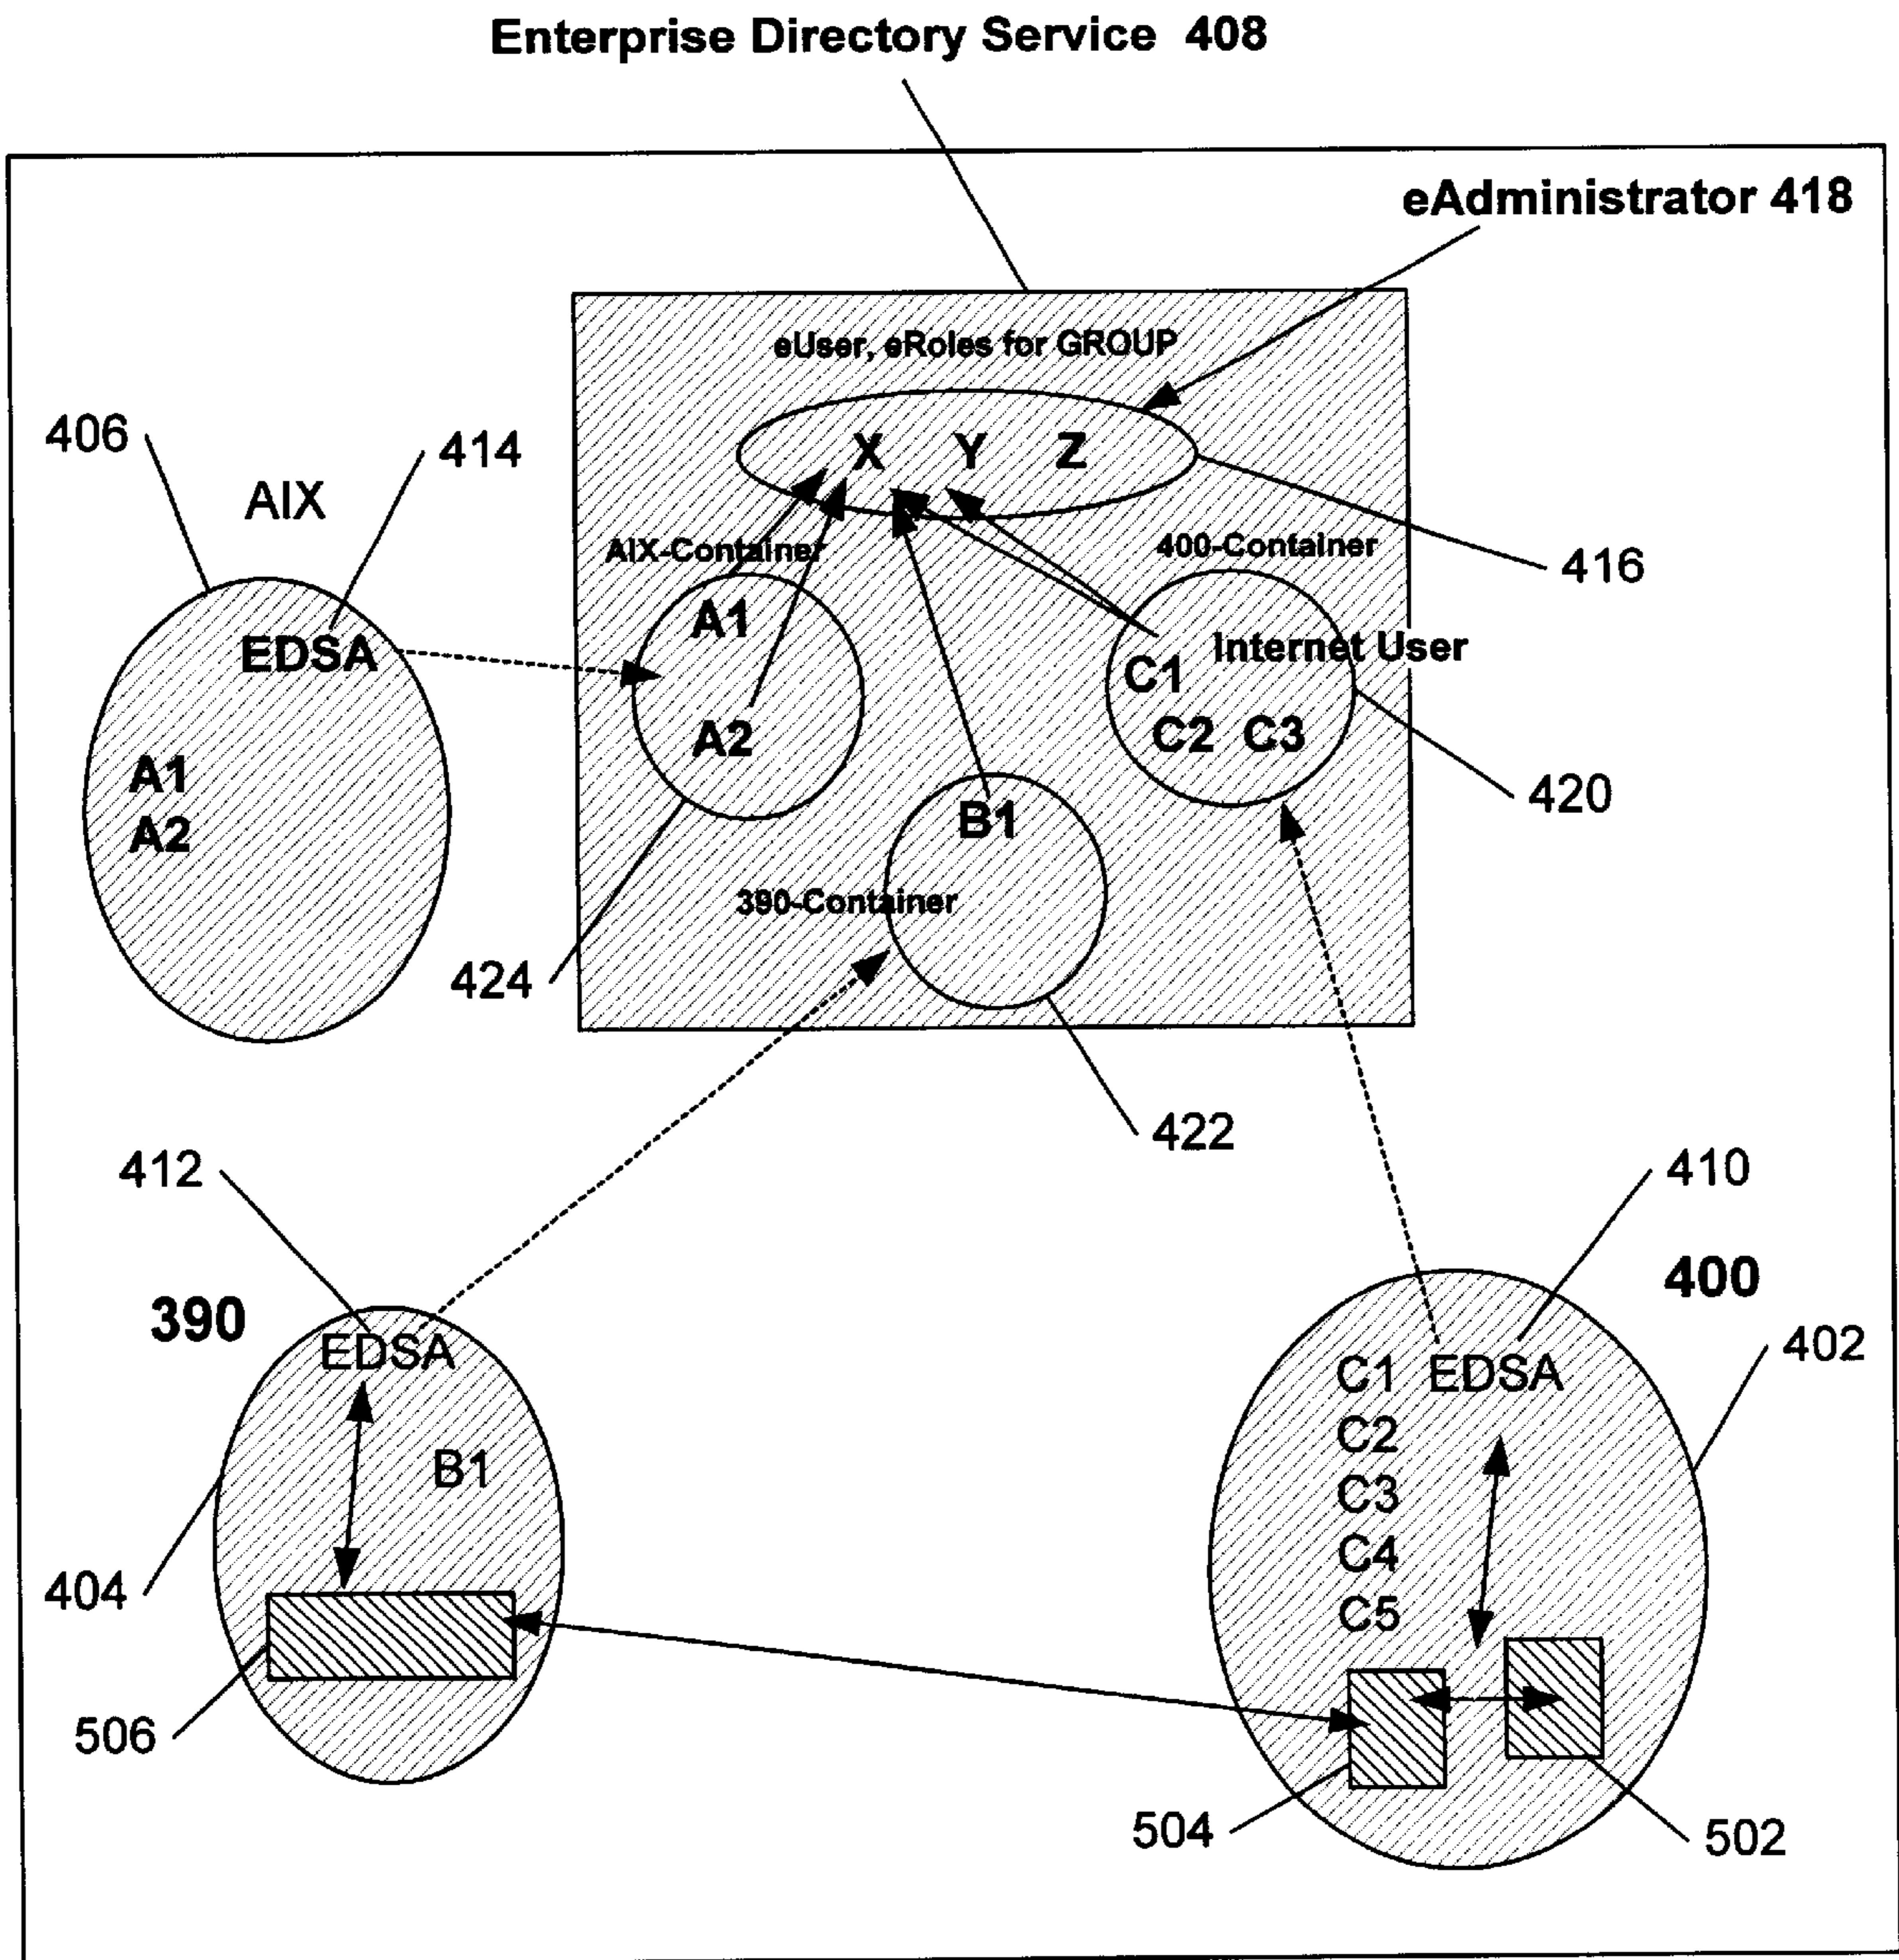 Enterprise Directory Service 408
eAdministrator 418
eUser, eRoles for GROUP
406
414
X Y Z
AIX
AIX-Container
400-Container
416
A1
EDSA
Internet User
C1
A2
C2 C3
A1
420
B1
A2
390-Container
424
422
412
410
400
390
EDSA
402
C1 EDSA
C2
B1
C3
C4
404
C5
506
504
502